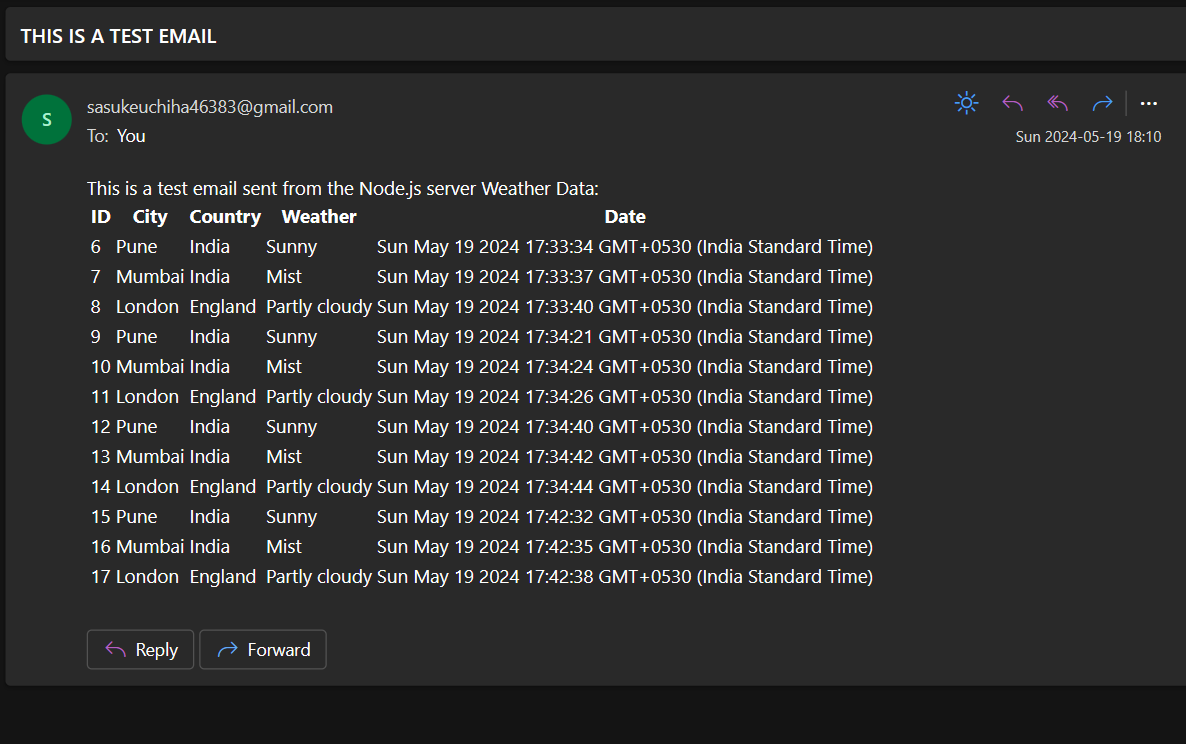 THIS IS A TEST EMAIL
S
sasukeuchiha46383@gmail.com
To: You
Sun 2024-05-19 18:10
This is a test email sent from the Node.js server Weather Data:
ID City Country Weather Date
6 Pune India Sunny Sun May 19 2024 17:33:34 GMT+0530 (India Standard Time)
7 Mumbai India Mist Sun May 19 2024 17:33:37 GMT+0530 (India Standard Time)
8 London England Partly cloudy Sun May 19 2024 17:33:40 GMT+0530 (India Standard Time)
9 Pune India Sunny Sun May 19 2024 17:34:21 GMT+0530 (India Standard Time)
10 Mumbai India Mist Sun May 19 2024 17:34:24 GMT+0530 (India Standard Time)
11 London England Partly cloudy Sun May 19 2024 17:34:26 GMT+0530 (India Standard Time)
12 Pune India Sunny Sun May 19 2024 17:34:40 GMT+0530 (India Standard Time)
13 Mumbai India Mist Sun May 19 2024 17:34:42 GMT+0530 (India Standard Time)
14 London England Partly cloudy Sun May 19 2024 17:34:44 GMT+0530 (India Standard Time)
15 Pune India Sunny Sun May 19 2024 17:42:32 GMT+0530 (India Standard Time)
16 Mumbai India Mist Sun May 19 2024 17:42:35 GMT+0530 (India Standard Time)
17 London England Partly cloudy Sun May 19 2024 17:42:38 GMT+0530 (India Standard Time)
Reply Forward